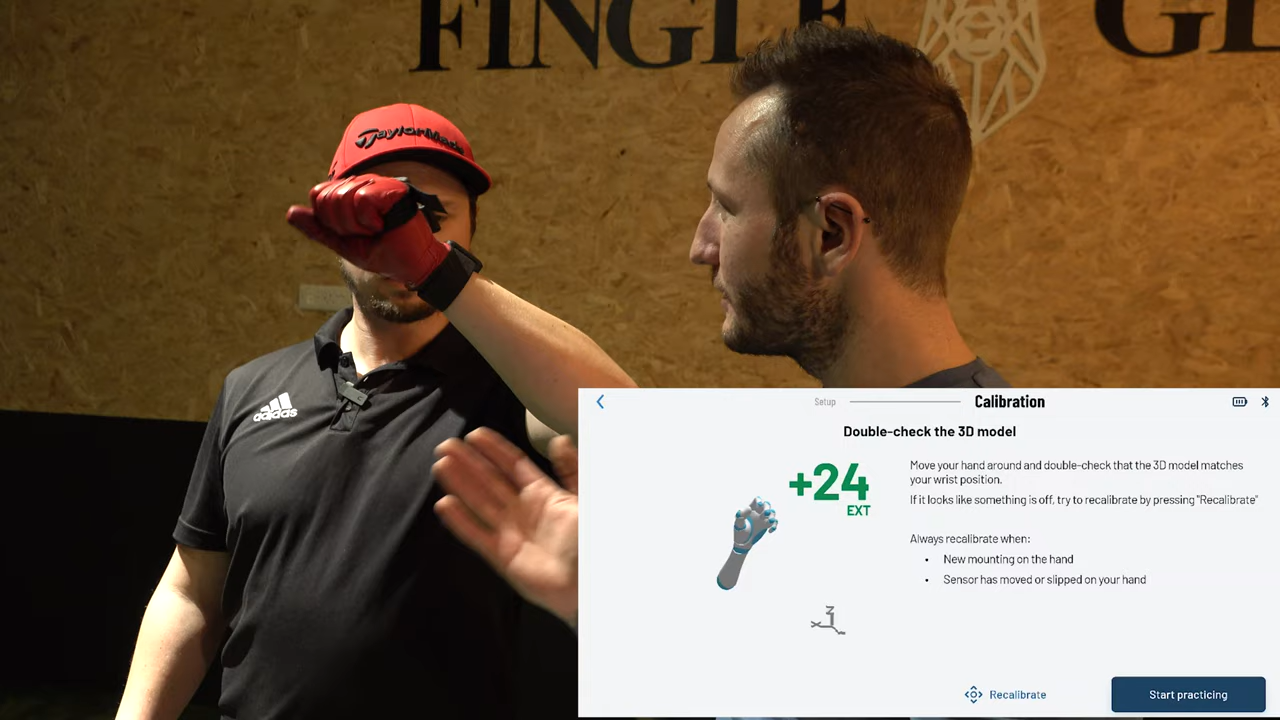 FINGLE
GL
TaylorMade
adidas
Setup
Calibration
Double-check the 3D model
+24
EXT
Move your hand around and double-check that the 3D model matches
your wrist position.
If it looks like something is off, try to recalibrate by pressing "Recalibrate"
Always recalibrate when:
• New mounting on the hand
• Sensor has moved or slipped on your hand
Recalibrate
Start practicing